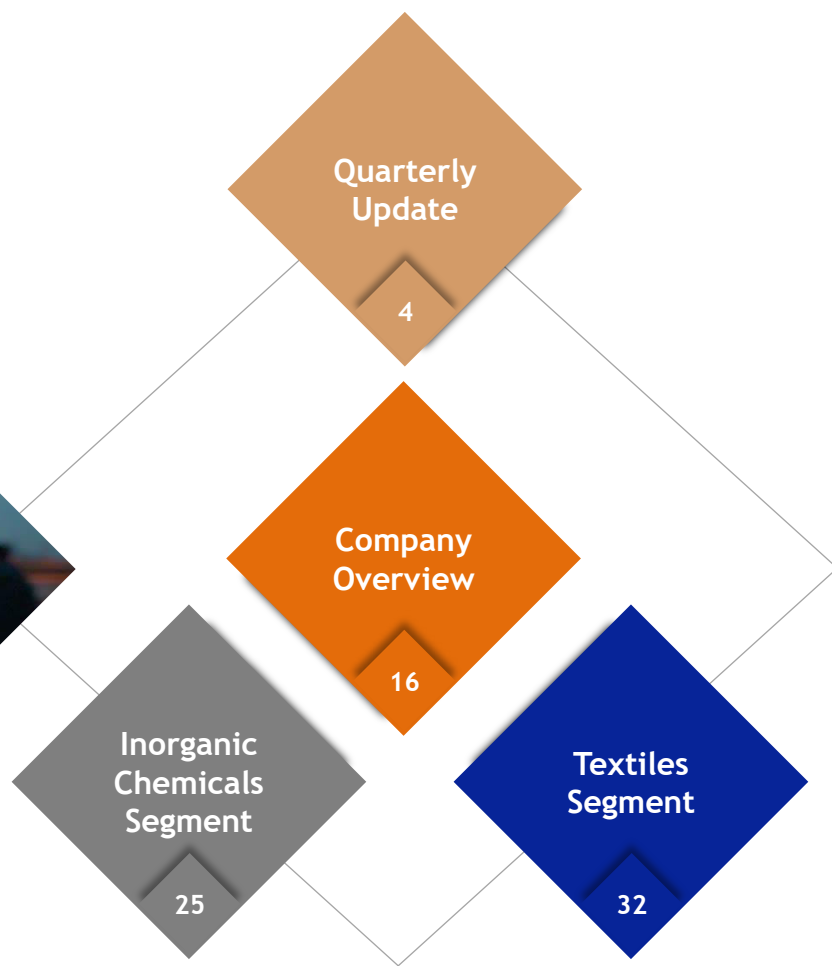 Quarterly
Update
4
Company
Overview
16
Inorganic
Chemicals
Segment
25
Textiles
Segment
32